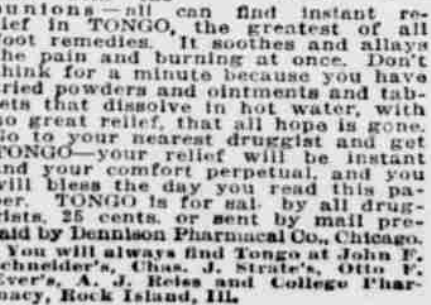 bunions—all can find instant re-
lief in TONGO, the greatest of all
foot remedies. It soothes and allays
the pain and burning at once. Don't
think for a minute because you have
tried powders and ointments and tab-
lets that dissolve in hot water, with
no great relief, that all hope is gone.
Go to your nearest druggist and get
TONGO—your relief will be instant
and your comfort perpetual, and you
will bless the day you read this pa-
per. TONGO is for sal- by all drug-
gists, 25 cents, or sent by mail pre-
paid by Dennison Pharmacal Co., Chicago.
You will always find Tongo at John F.
Schneider's, Chas. J. Strate's, Otto F.
Ever's, A. J. Reiss and College Phar-
macy, Rock Island, Ill.